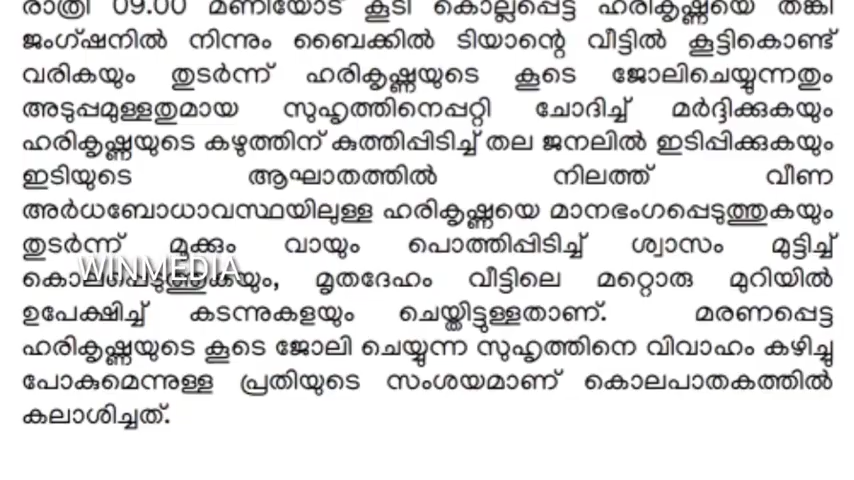 രാത്രി 09.00 മണിയോട് കൂടി കൊല്ലപ്പെട്ട ഹരികൃഷ്ണയെ തങ്കി
ജംഗ്ഷനിൽ നിന്നും ബൈക്കിൽ ടിയാന്റെ വീട്ടിൽ കൂട്ടികൊണ്ട്
വരികയും തുടർന്ന് ഹരികൃഷ്ണയുടെ കൂടെ ജോലിചെയ്യുന്നതും
അടുപ്പമുള്ളതുമായ സുഹൃത്തിനെപ്പറ്റി ചോദിച്ച് മർദ്ദിക്കുകയും
ഹരികൃഷ്ണയുടെ കഴുത്തിന് കുത്തിപ്പിടിച്ച് തല ജനലിൽ ഇടിപ്പിക്കുകയും
ഇടിയുടെ ആഘാതത്തിൽ നിലത്ത് വീണ
അർധബോധാവസ്ഥയിലുള്ള ഹരികൃഷ്ണയെ മാനഭംഗപ്പെടുത്തുകയും
തുടർന്ന് മൂക്കും വായും പൊത്തിപ്പിടിച്ച് ശ്വാസം മുട്ടിച്ച്
കൊലപ്പെടുത്തുകയും, മൃതദേഹം വീട്ടിലെ മറ്റൊരു മുറിയിൽ
WINMEDIA
ഉപേക്ഷിച്ച് കടന്നുകളയും ചെയ്തിട്ടുള്ളതാണ്. മരണപ്പെട്ട
ഹരികൃഷ്ണയുടെ കൂടെ ജോലി ചെയ്യുന്ന സുഹൃത്തിനെ വിവാഹം കഴിച്ചു
പോകുമെന്നുള്ള പ്രതിയുടെ സംശയമാണ് കൊലപാതകത്തിൽ
കലാശിച്ചത്.